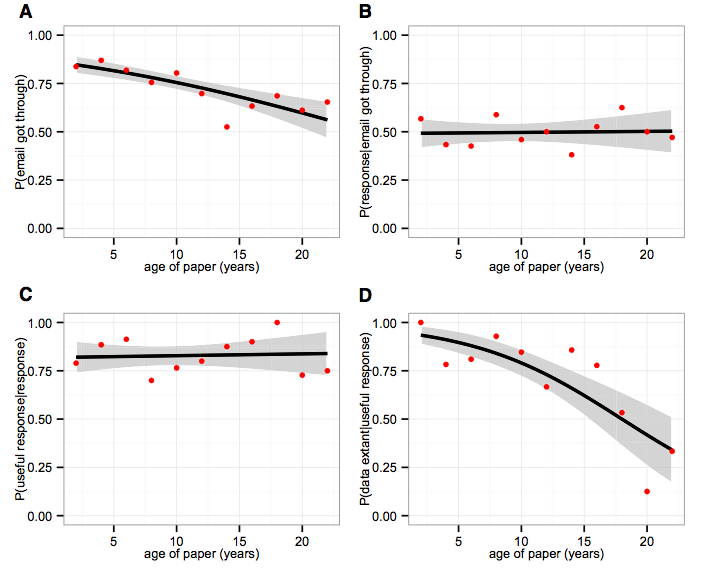 A
P(email got through)
1.00
0.75
0.50
0.25
0.00
5 10 15 20
age of paper (years)
B
P(response|email got through)
1.00
0.75
0.50
0.25
0.00
5 10 15 20
age of paper (years)
C
P(useful response|response)
1.00
0.75
0.50
0.25
0.00
5 10 15 20
age of paper (years)
D
P(data extant|useful response)
1.00
0.75
0.50
0.25
0.00
5 10 15 20
age of paper (years)